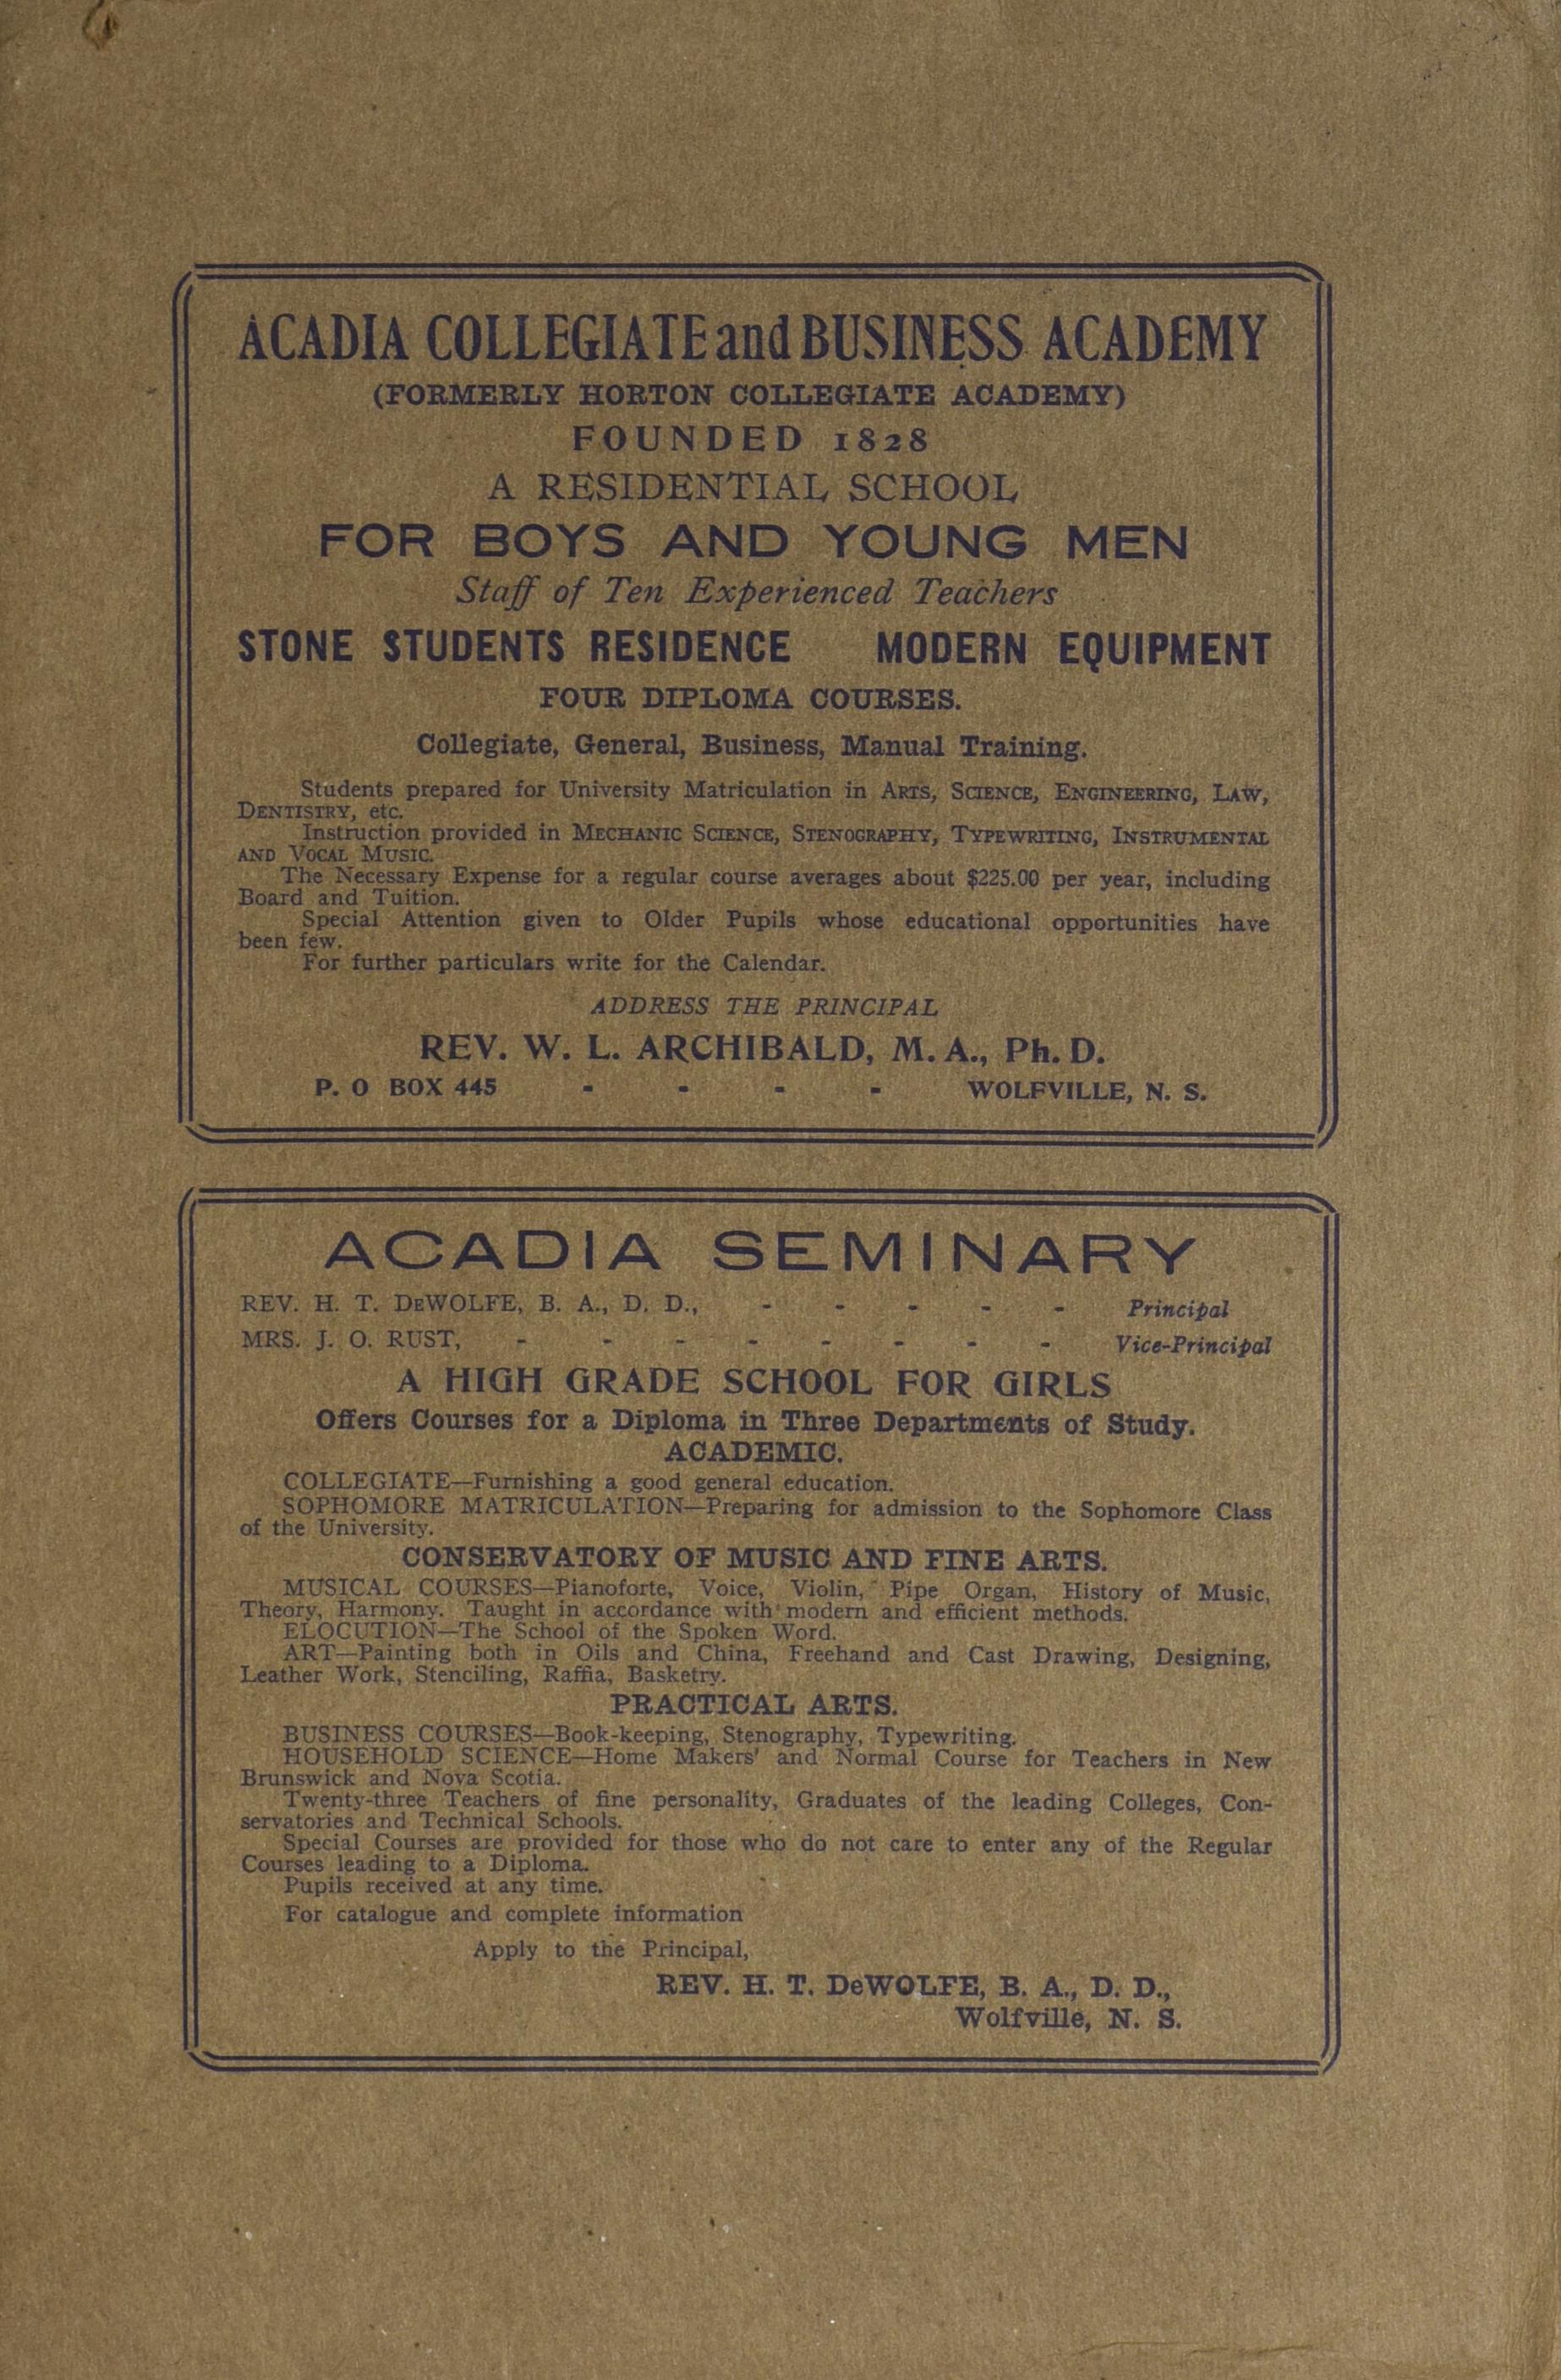 ACADIA COLLEGIATE and BUSINESS ACADEMY
(FORMERLY HORTON COLLEGIATE ACADEMY)
FOUNDED 1828
A RESIDENTIAL SCHOOL
FOR BOYS AND YOUNG MEN
Staff of Ten Experienced Teachers
STONE STUDENTS RESIDENCE MODERN EQUIPMENT
FOUR DIPLOMA COURSES.
Collegiate, General, Business, Manual Training.
Students prepared for University Matriculation in ARTS, SCIENCE, ENGINEERING, LAW,
DENTISTRY, etc.
Instruction provided in MECHANIC SCIENCE, STENOGRAPHY, TYPEWRITING, INSTRUMENTAL
AND VOCAL MUSIC.
The Necessary Expense for a regular course averages about $225.00 per year, including
Board and Tuition.
Special Attention given to Older Pupils whose educational opportunities have
been few.
For further particulars write for the Calendar.
ADDRESS THE PRINCIPAL
REV. W. L. ARCHIBALD, M. A., Ph. D.
P. O BOX 445 - - - - WOLFVILLE, N. S.
ACADIA SEMINARY
REV. H. T. DEWOLFE, B. A., D. D., - - - - - Principal
MRS. J. O. RUST, - - - - - - - - Vice-Principal
A HIGH GRADE SCHOOL FOR GIRLS
Offers Courses for a Diploma in Three Departments of Study.
ACADEMIC.
COLLEGIATE—Furnishing a good general education.
SOPHOMORE MATRICULATION—Preparing for admission to the Sophomore Class
of the University.
CONSERVATORY OF MUSIC AND FINE ARTS.
MUSICAL COURSES—Pianoforte, Voice, Violin, Pipe Organ, History of Music,
Theory, Harmony. Taught in accordance with modern and efficient methods.
ELOCUTION—The School of the Spoken Word.
ART—Painting both in Oils and China, Freehand and Cast Drawing, Designing,
Leather Work, Stenciling, Raffia, Basketry.
PRACTICAL ARTS.
BUSINESS COURSES—Book-keeping, Stenography, Typewriting.
HOUSEHOLD SCIENCE—Home Makers' and Normal Course for Teachers in New
Brunswick and Nova Scotia.
Twenty-three Teachers of fine personality, Graduates of the leading Colleges, Con-
servatories and Technical Schools.
Special Courses are provided for those who do not care to enter any of the Regular
Courses leading to a Diploma.
Pupils received at any time.
For catalogue and complete information
Apply to the Principal,
REV. H. T. DeWOLFE, B. A., D. D.,
Wolfville, N. S.